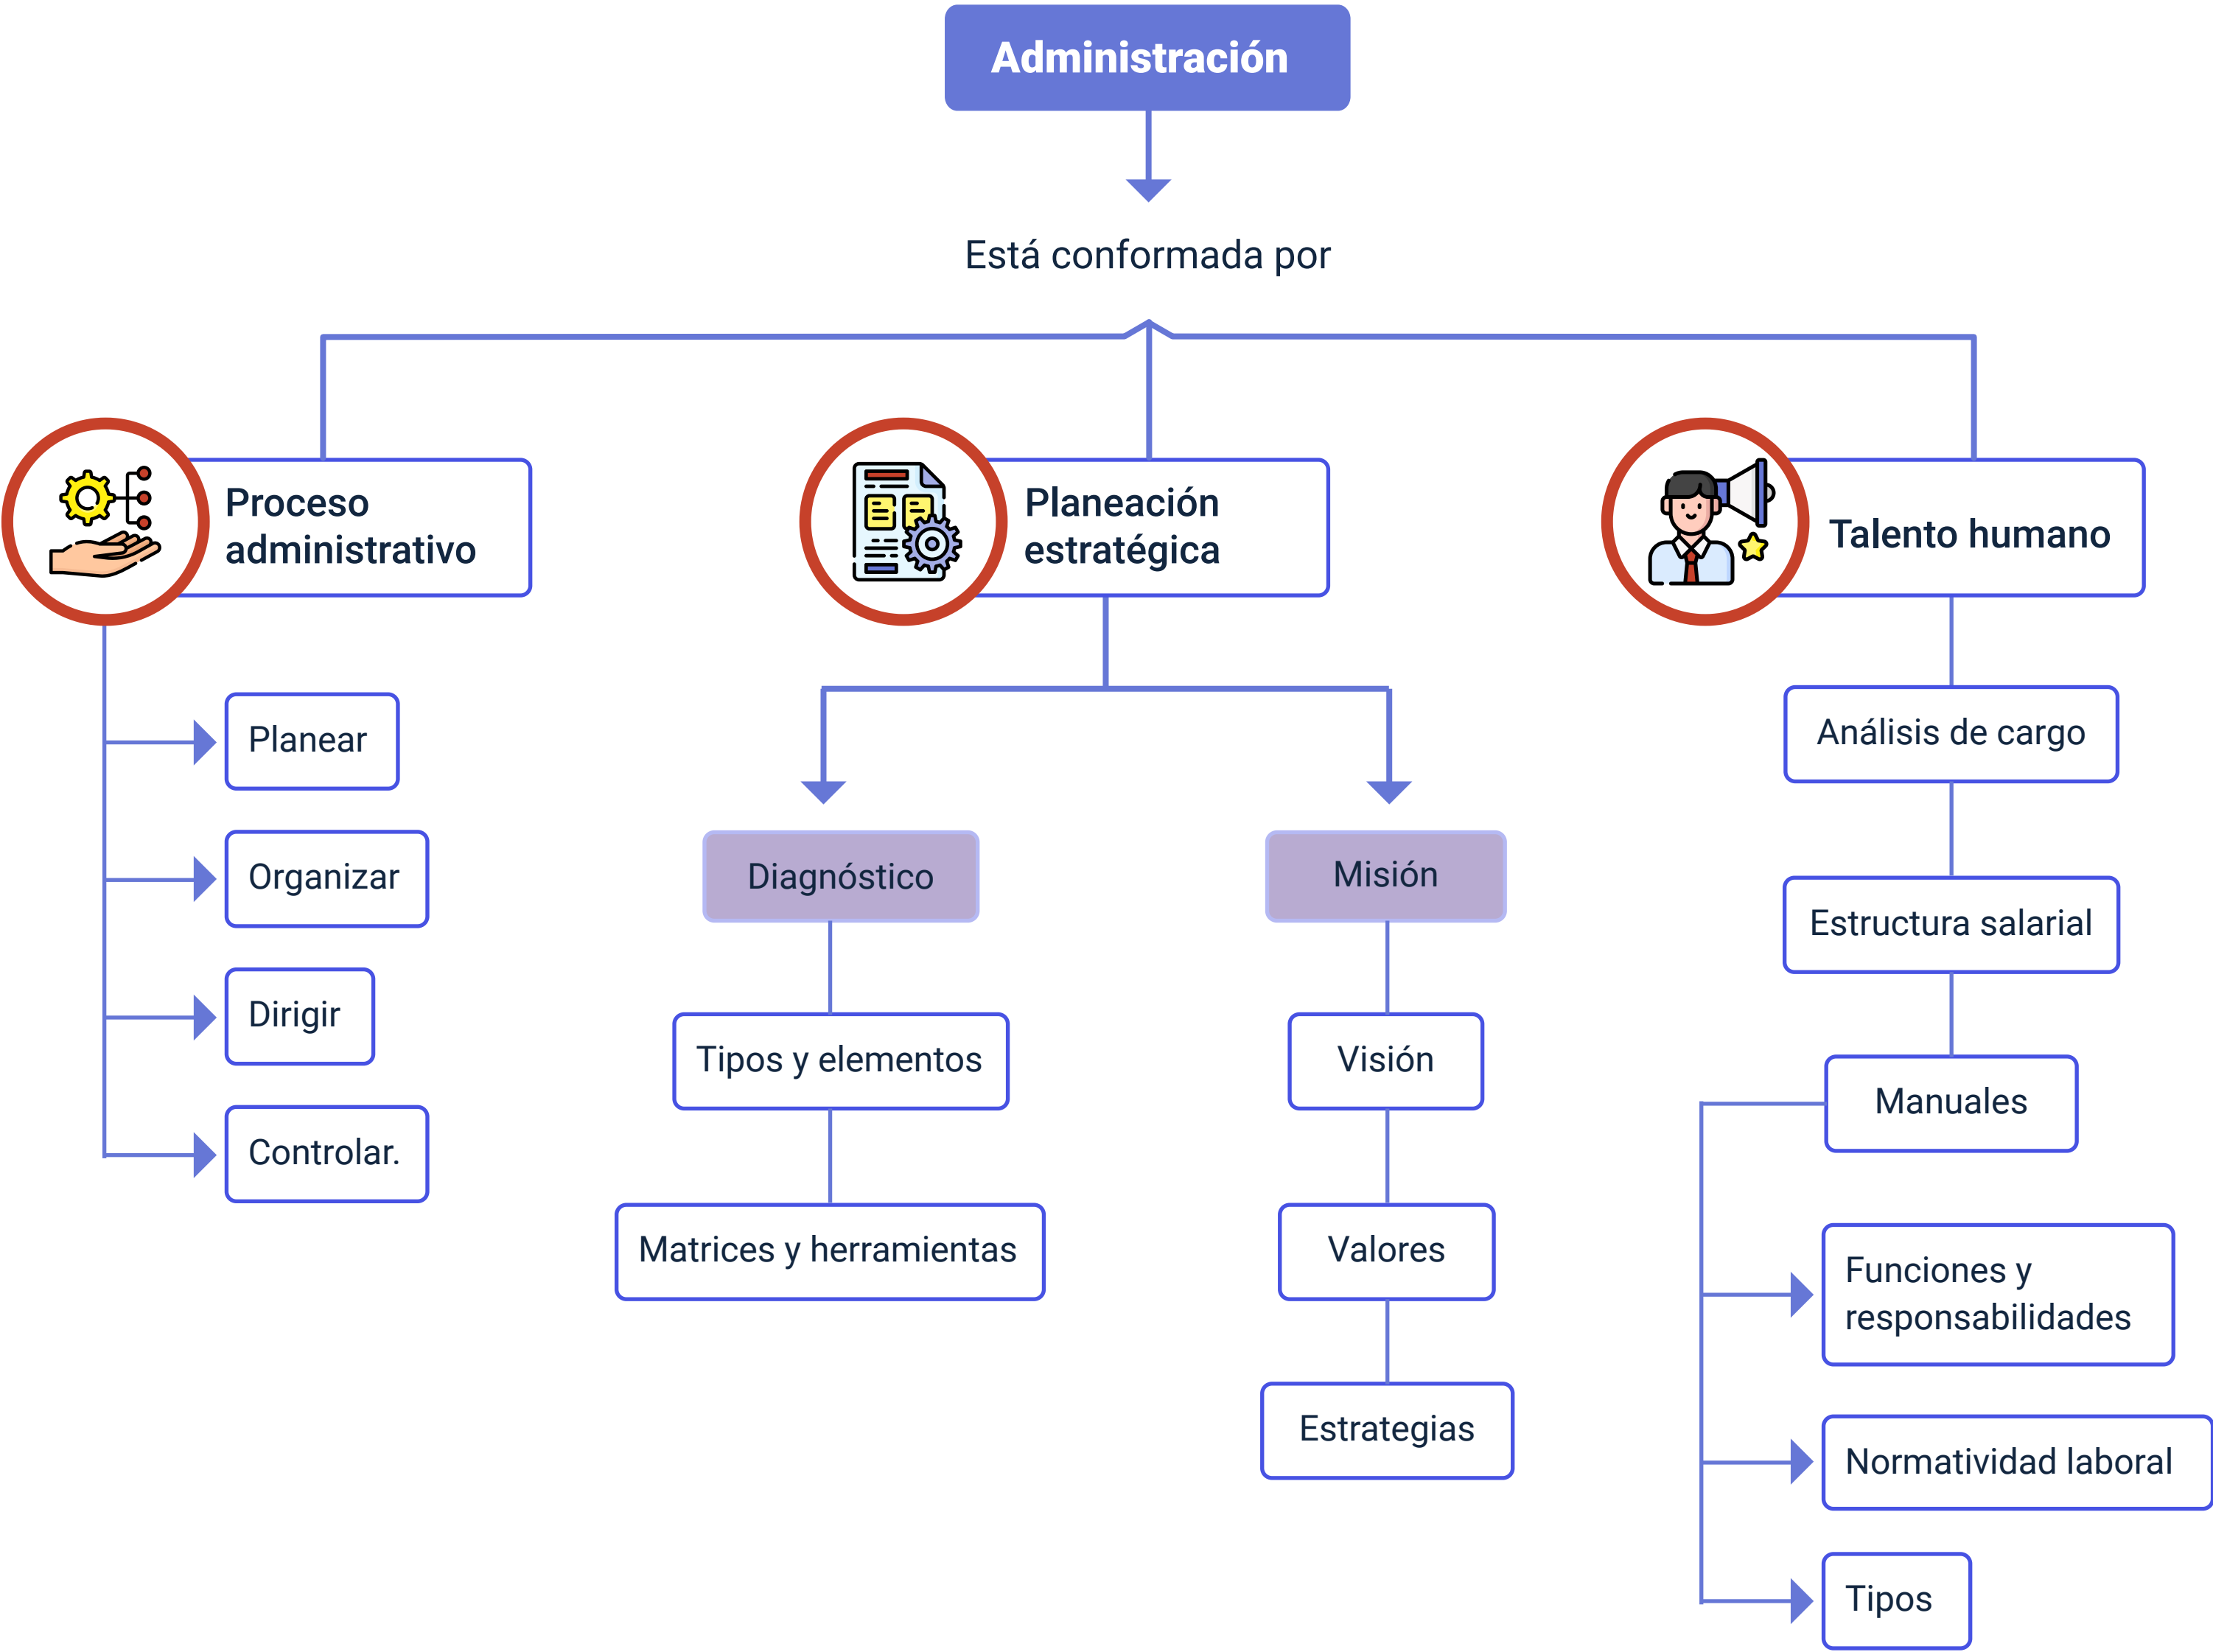 Administración
Está conformada por
Proceso
administrativo
Planear
Organizar
Dirigir
Controlar.
Planeación
estratégica
Diagnóstico
Tipos y elementos
Matrices y herramientas
Misión
Visión
Valores
Estrategias
Talento humano
Análisis de cargo
Estructura salarial
Manuales
Funciones y
responsabilidades
Normatividad laboral
Tipos